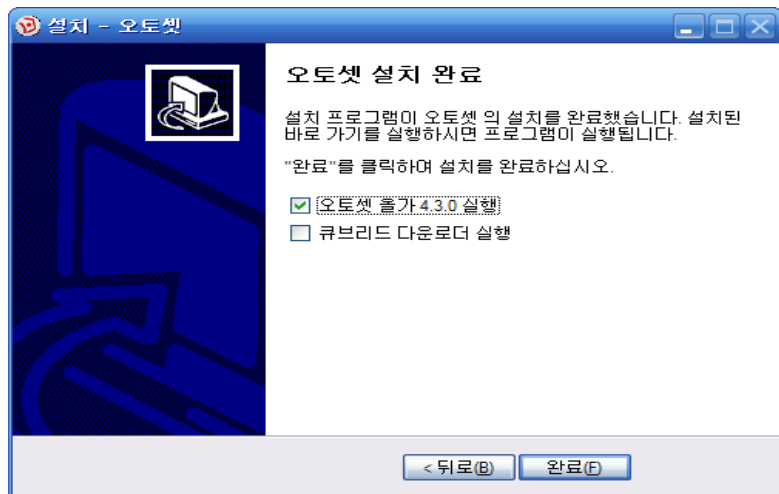 설치 - 오토셋
오토셋 설치 완료
설치 프로그램이 오토셋 의 설치를 완료했습니다. 설치된
바로 가기를 실행하시면 프로그램이 실행됩니다.
"완료"를 클릭하여 설치를 완료하십시오.
오토셋 올가 4.3.0 실행
큐브리드 다운로더 실행
< 뒤로(B)
완료(F)